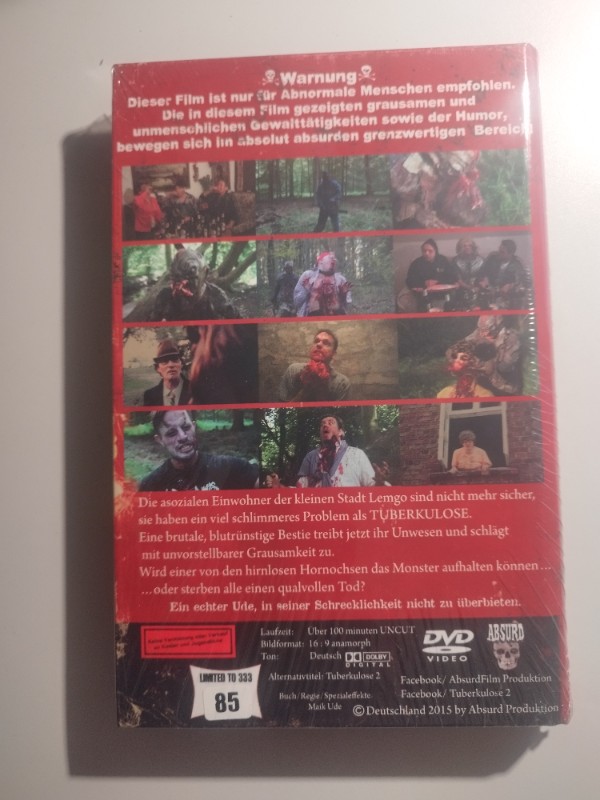 Warnung
Dieser Film ist nur für Abnormale Menschen empfohlen.
Die in diesem Film gezeigten grausamen und
unmenschlichen Gewalttätigkeiten sowie der Humor,
bewegen sich im absolut absurden grenzwertigen Bereich
Die asozialen Einwohner der kleinen Stadt Lemgo sind nicht mehr sicher,
sie haben ein viel schlimmeres Problem als TUBERKULOSE.
Eine brutale, blutrünstige Bestie treibt jetzt ihr Unwesen und schlägt
mit unvorstellbarer Grausamkeit zu.
Wird einer von den hirnlosen Hornochsen das Monster aufhalten können...
...oder sterben alle einen qualvollen Tod?
Ein echter Ude, in seiner Schrecklichkeit nicht zu überbieten.
Laufzeit: Über 100 minuten UNCUT
Bildformat: 16 : 9 anamorph
Ton: Deutsch DOLBY DIGITAL
DVD VIDEO
ABSURD
Alternativtitel: Tuberkulose 2
LIMITED TO 333
85
Buch/Regie/Spezialeffekte:
Maik Ude
Facebook/ AbsurdFilm Produktion
Facebook/ Tuberkulose 2
©Deutschland 2015 by Absurd Produktion